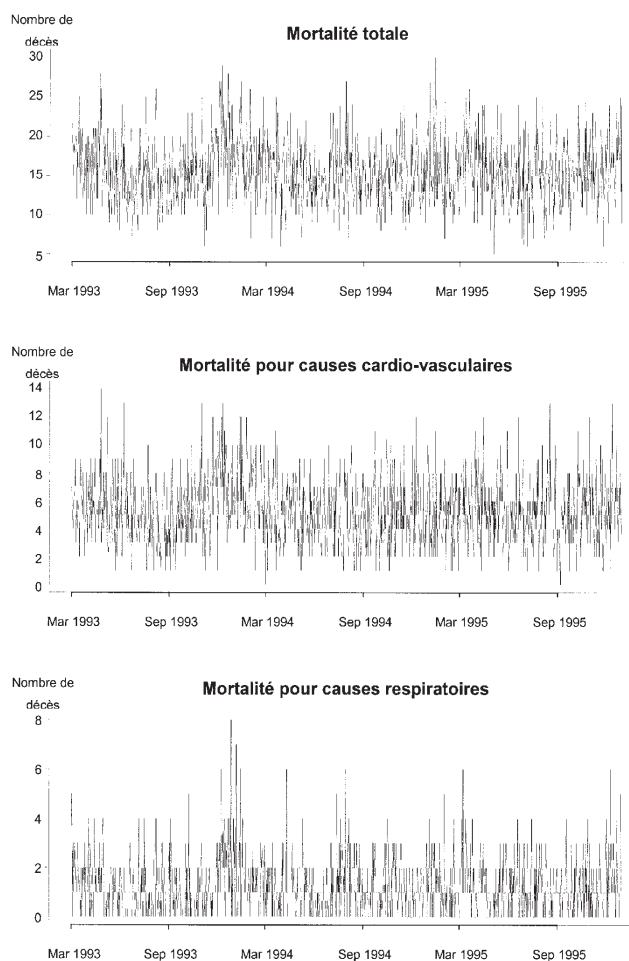 Nombre de
décès
Mortalité totale
30
25
20
15
10
5
Mar 1993 Sep 1993 Mar 1994 Sep 1994 Mar 1995 Sep 1995
Nombre de
décès
Mortalité pour causes cardio-vasculaires
14
12
10
8
6
4
2
0
Mar 1993 Sep 1993 Mar 1994 Sep 1994 Mar 1995 Sep 1995
Nombre de
décès
Mortalité pour causes respiratoires
8
6
4
2
0
Mar 1993 Sep 1993 Mar 1994 Sep 1994 Mar 1995 Sep 1995